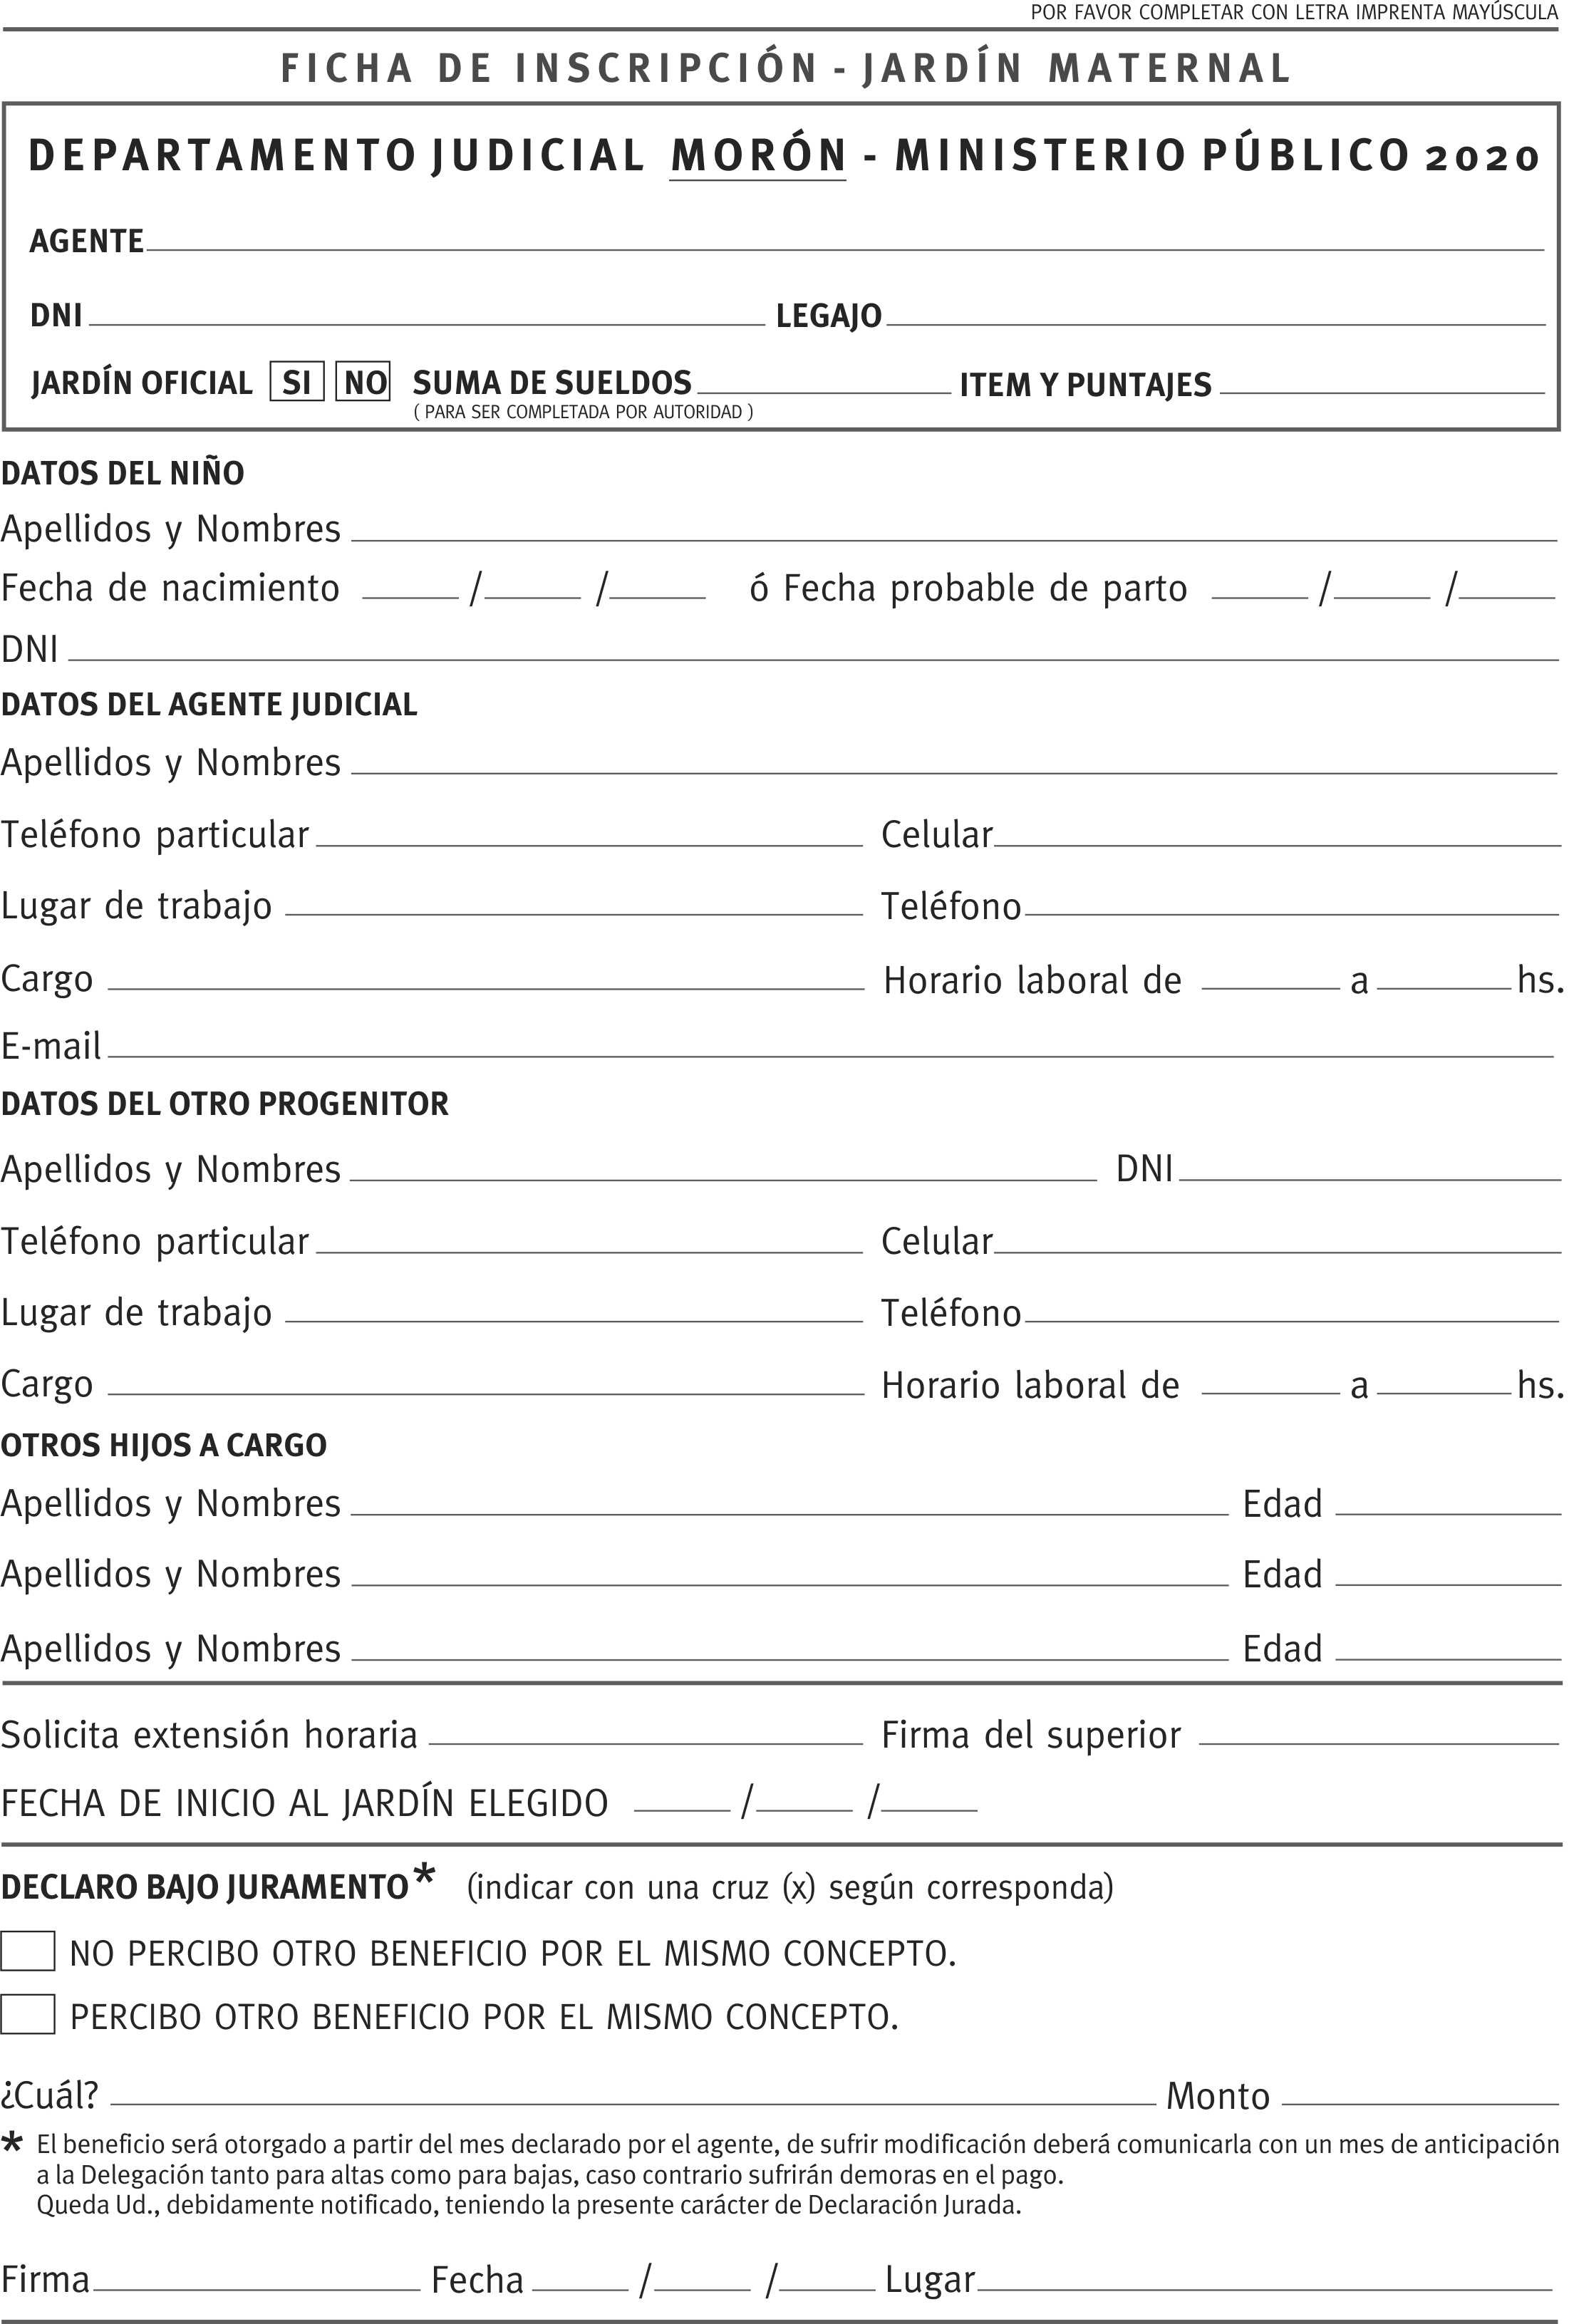 POR FAVOR COMPLETAR CON LETRA IMPRENTA MAYÚSCULA
FICHA DE INSCRIPCIÓN - JARDÍN MATERNAL
DEPARTAMENTO JUDICIAL MORÓN - MINISTERIO PÚBLICO 2020
AGENTE
DNI LEGAJO
JARDÍN OFICIAL SI NO SUMA DE SUELDOS ITEM Y PUNTAJES
( PARA SER COMPLETADA POR AUTORIDAD )
DATOS DEL NIÑO
Apellidos y Nombres
Fecha de nacimiento / / ó Fecha probable de parto / /
DNI
DATOS DEL AGENTE JUDICIAL
Apellidos y Nombres
Teléfono particular Celular
Lugar de trabajo Teléfono
Cargo Horario laboral de a hs.
E-mail
DATOS DEL OTRO PROGENITOR
Apellidos y Nombres DNI
Teléfono particular Celular
Lugar de trabajo Teléfono
Cargo Horario laboral de a hs.
OTROS HIJOS A CARGO
Apellidos y Nombres Edad
Apellidos y Nombres Edad
Apellidos y Nombres Edad
Solicita extensión horaria Firma del superior
FECHA DE INICIO AL JARDÍN ELEGIDO / /
DECLARO BAJO JURAMENTO* (indicar con una cruz (x) según corresponda)
NO PERCIBO OTRO BENEFICIO POR EL MISMO CONCEPTO.
PERCIBO OTRO BENEFICIO POR EL MISMO CONCEPTO.
¿Cuál? Monto
* El beneficio será otorgado a partir del mes declarado por el agente, de sufrir modificación deberá comunicarla con un mes de anticipación
a la Delegación tanto para altas como para bajas, caso contrario sufrirán demoras en el pago.
Queda Ud., debidamente notificado, teniendo la presente carácter de Declaración Jurada.
Firma Fecha / / Lugar